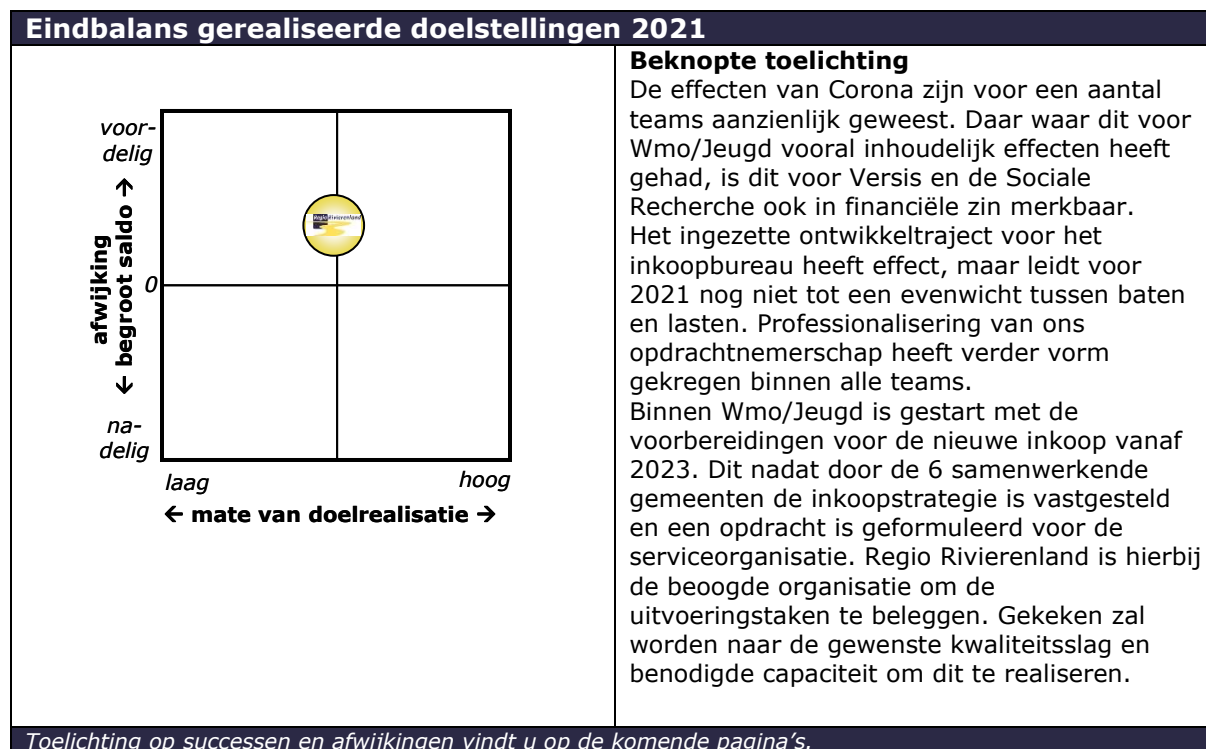 Eindbalans gerealiseerde doelstellingen 2021
voor-
delig
← begroot saldo →
afwijking
0
na-
delig
laag
hoog
← mate van doelrealisatie →
Regio Rivierenland
Beknopte toelichting
De effecten van Corona zijn voor een aantal
teams aanzienlijk geweest. Daar waar dit voor
Wmo/Jeugd vooral inhoudelijk effecten heeft
gehad, is dit voor Versis en de Sociale
Recherche ook in financiële zin merkbaar.
Het ingezette ontwikkeltraject voor het
inkoopbureau heeft effect, maar leidt voor
2021 nog niet tot een evenwicht tussen baten
en lasten. Professionalisering van ons
opdrachtnemerschap heeft verder vorm
gekregen binnen alle teams.
Binnen Wmo/Jeugd is gestart met de
voorbereidingen voor de nieuwe inkoop vanaf
2023. Dit nadat door de 6 samenwerkende
gemeenten de inkoopstrategie is vastgesteld
en een opdracht is geformuleerd voor de
serviceorganisatie. Regio Rivierenland is hierbij
de beoogde organisatie om de
uitvoeringstaken te beleggen. Gekeken zal
worden naar de gewenste kwaliteitsslag en
benodigde capaciteit om dit te realiseren.
Toelichting op successen en afwijkingen vindt u op de komende pagina's.